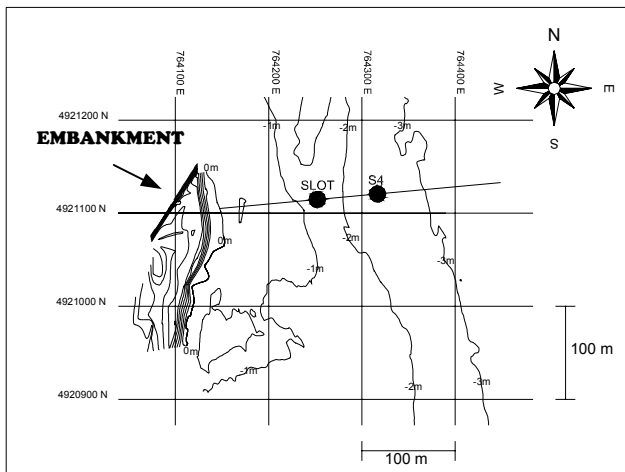 764100 E
764200 E
764300 E
764400 E
N
W
E
S
4921200 N
-1m
-2m
-3m
EMBANKMENT
0m
SLOT
S4
4921100 N
0m
-2m
-1m
-3m
4921000 N
100 m
0m
-1m
-2m
-3m
4920900 N
100 m